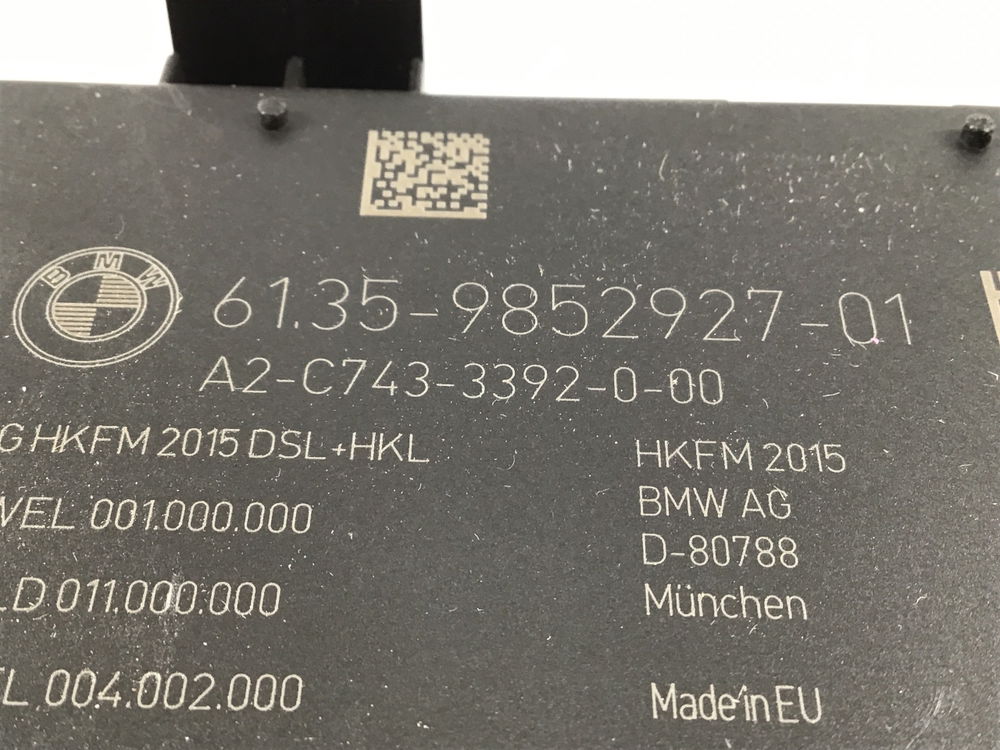 BMW
61.35-9852927-01
A2-C743-3392-0-00
G HKFM 2015 DSL+HKL
HKFM 2015
VEL 001.000.000
BMW AG
D-80788
LD 011.000.000
München
L 004.002.000
Made in EU